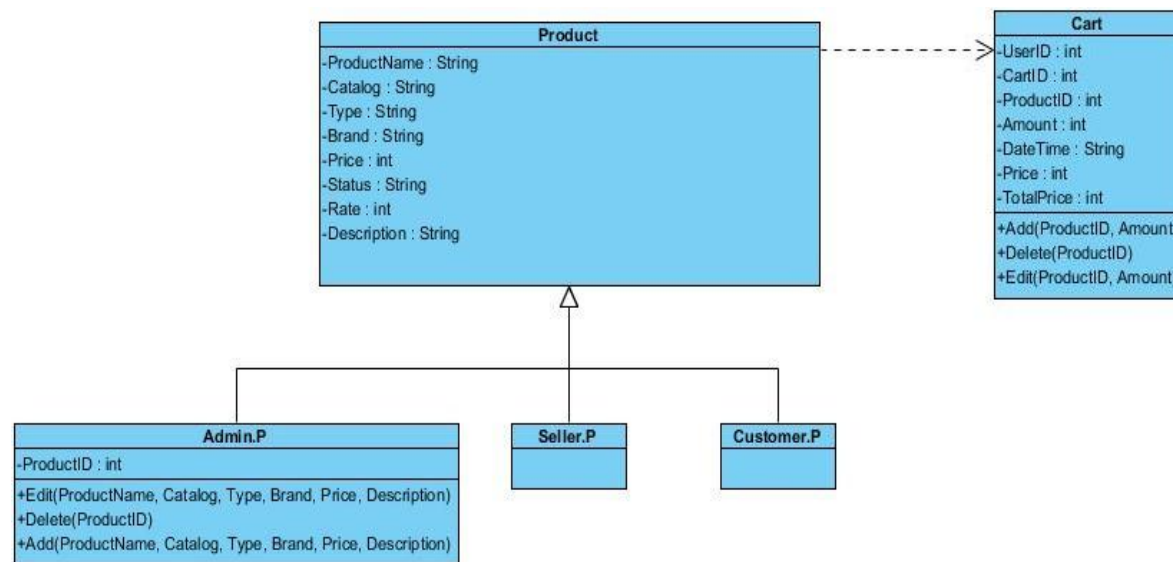 Product
-ProductName : String
-Catalog : String
-Type : String
-Brand : String
-Price : int
-Status : String
-Rate : int
-Description : String
Cart
-UserID : int
-CartID : int
-ProductID : int
-Amount : int
-DateTime : String
-Price : int
-TotalPrice : int
+Add(ProductID, Amount
+Delete(ProductID)
+Edit(ProductID, Amount
Admin.P
-ProductID : int
+Edit(ProductName, Catalog, Type, Brand, Price, Description)
+Delete(ProductID)
+Add(ProductName, Catalog, Type, Brand, Price, Description)
Seller.P
Customer.P